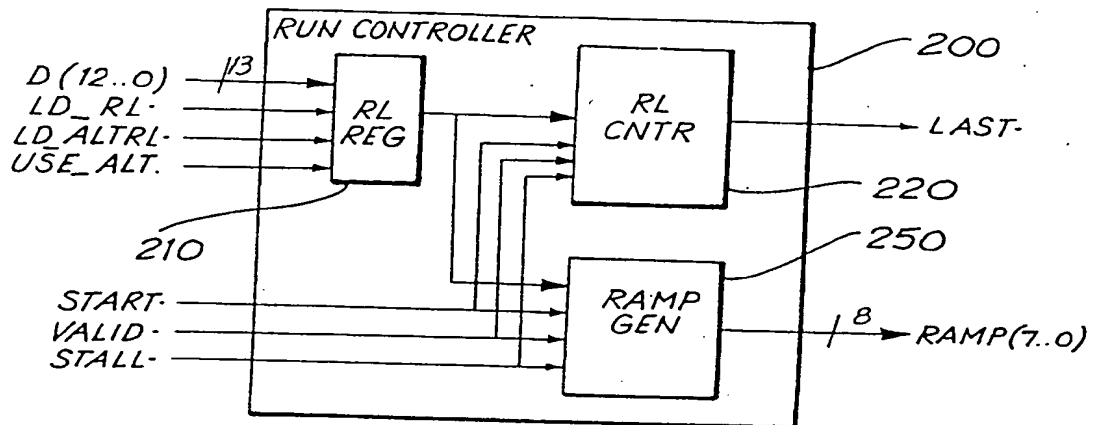 RUN CONTROLLER
200
D(12..0)
13
LD_RL-
LD_ALTRL-
USE_ALT.
RL
REG
RL
CNTR
LAST-
210
220
250
START-
VALID-
STALL-
RAMP
GEN
8
RAMP(7..0)